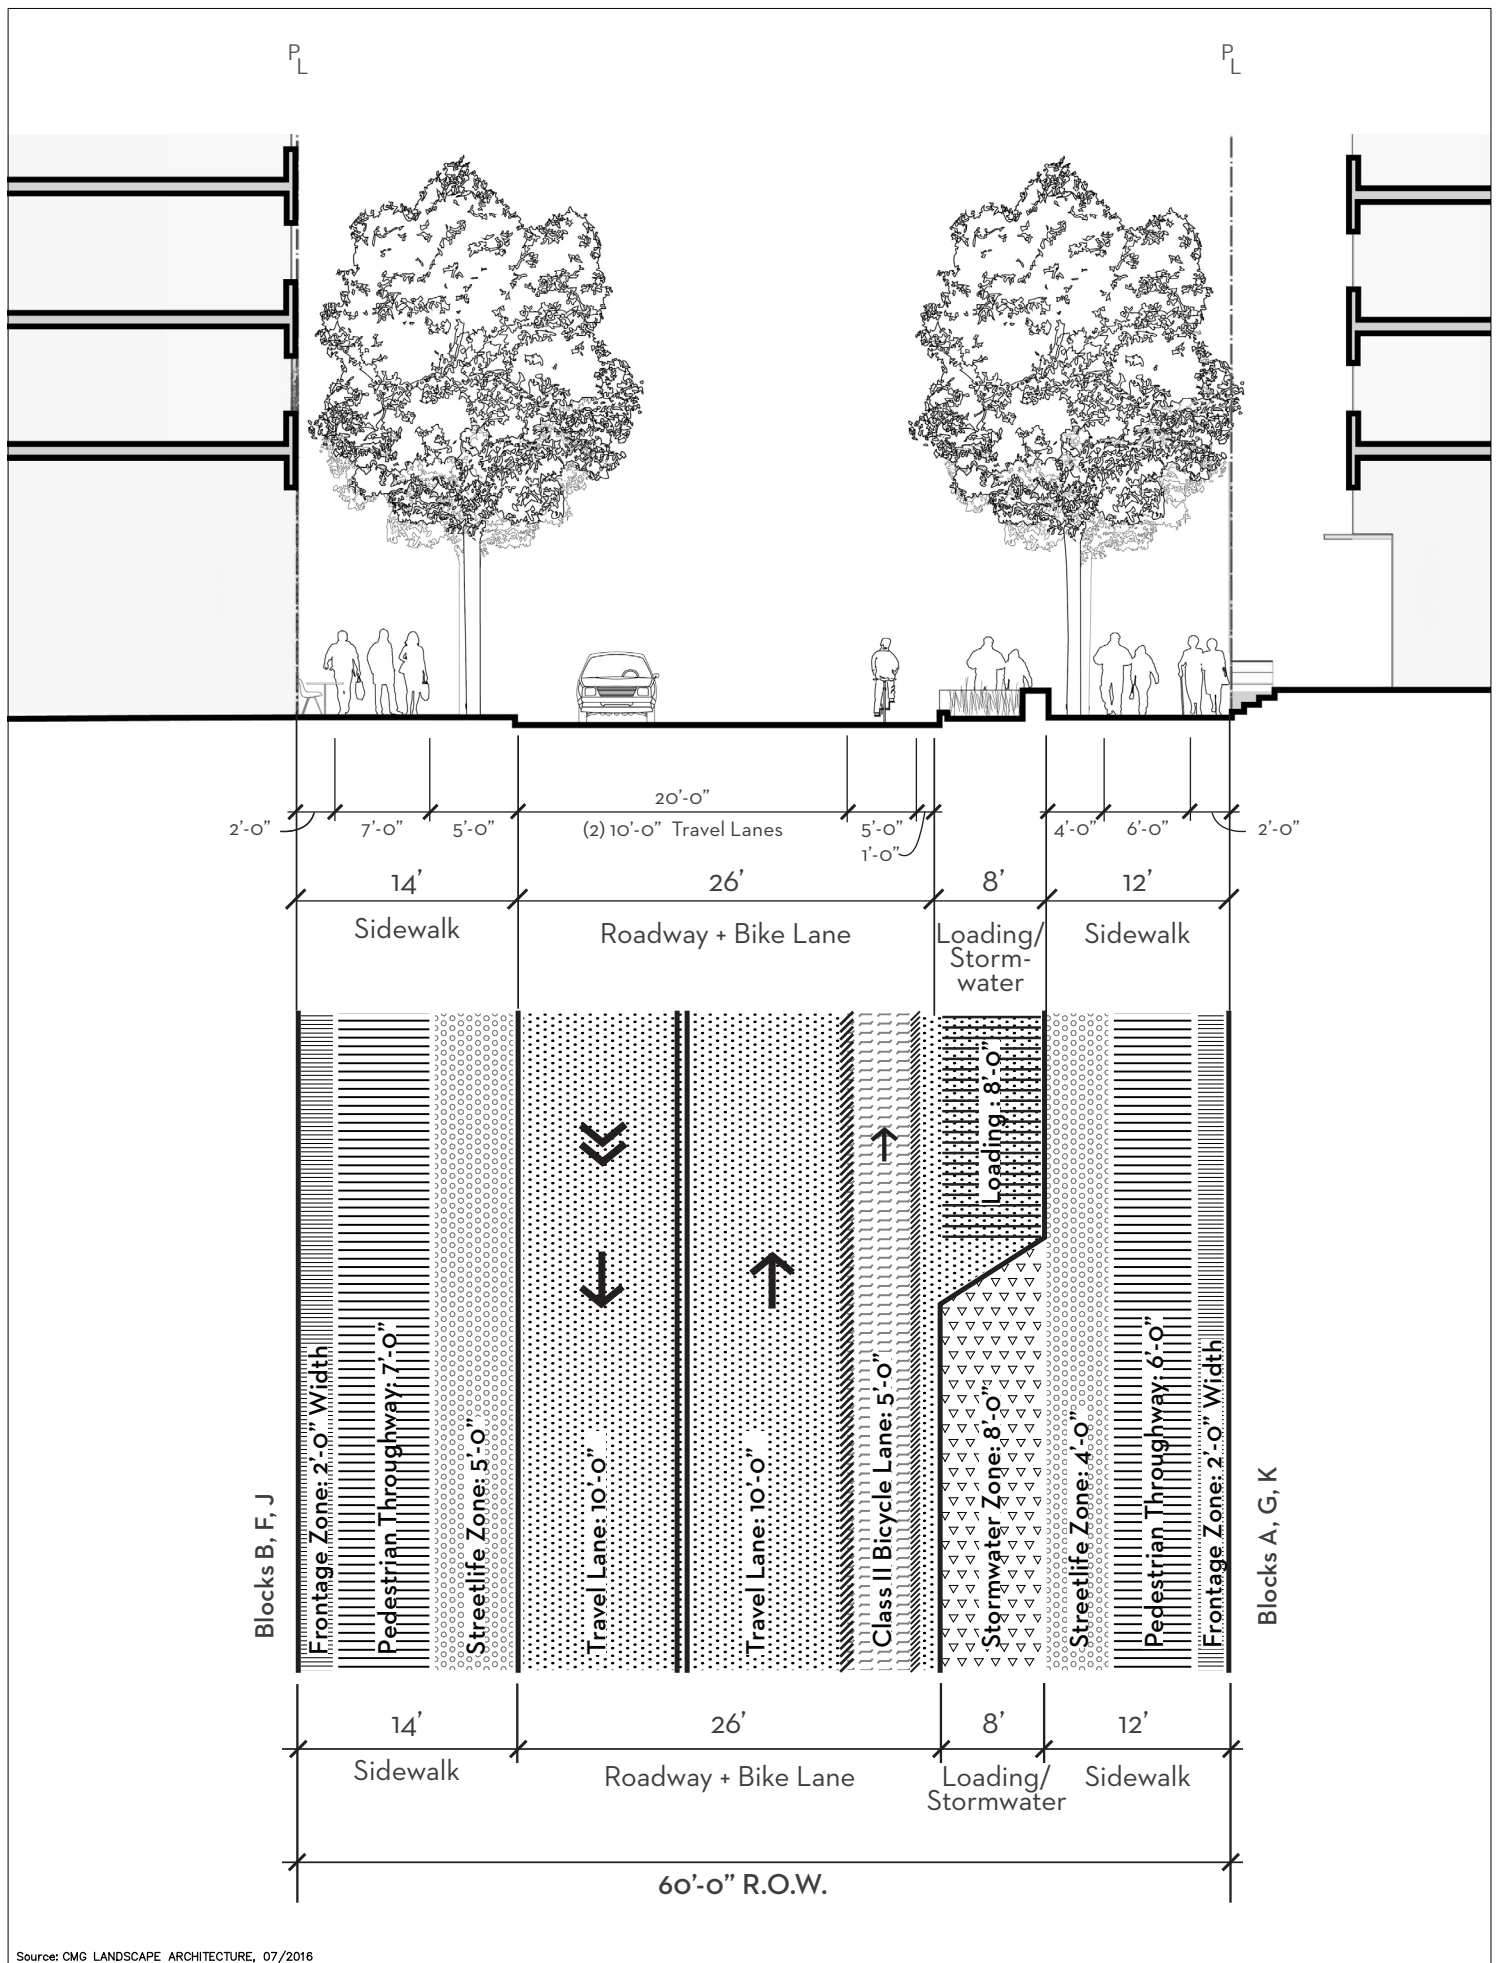 PL
PL
20'-0"
2'-0"
7'-0"
5'-0"
(2) 10'-0" Travel Lanes
5'-0"
1'-0"
4'-0"
6'-0"
2'-0"
14'
26'
8'
12'
Sidewalk
Roadway + Bike Lane
Loading/
Storm-
water
Sidewalk
Blocks B, F, J
Frontage Zone: 2'-0" Width
Pedestrian Throughway: 7'-0"
Streetlife Zone: 5'-0"
Travel Lane: 10'-0"
Travel Lane: 10'-0"
Class II Bicycle Lane: 5'-0"
Loading : 8'-0"
Stormwater Zone: 8'-0"
Streetlife Zone: 4'-0"
Pedestrian Throughway: 6'-0"
Frontage Zone: 2'-0" Width
Blocks A, G, K
14'
26'
8'
12'
Sidewalk
Roadway + Bike Lane
Loading/
Stormwater
Sidewalk
60'-0" R.O.W.
Source: CMG LANDSCAPE ARCHITECTURE, 07/2016